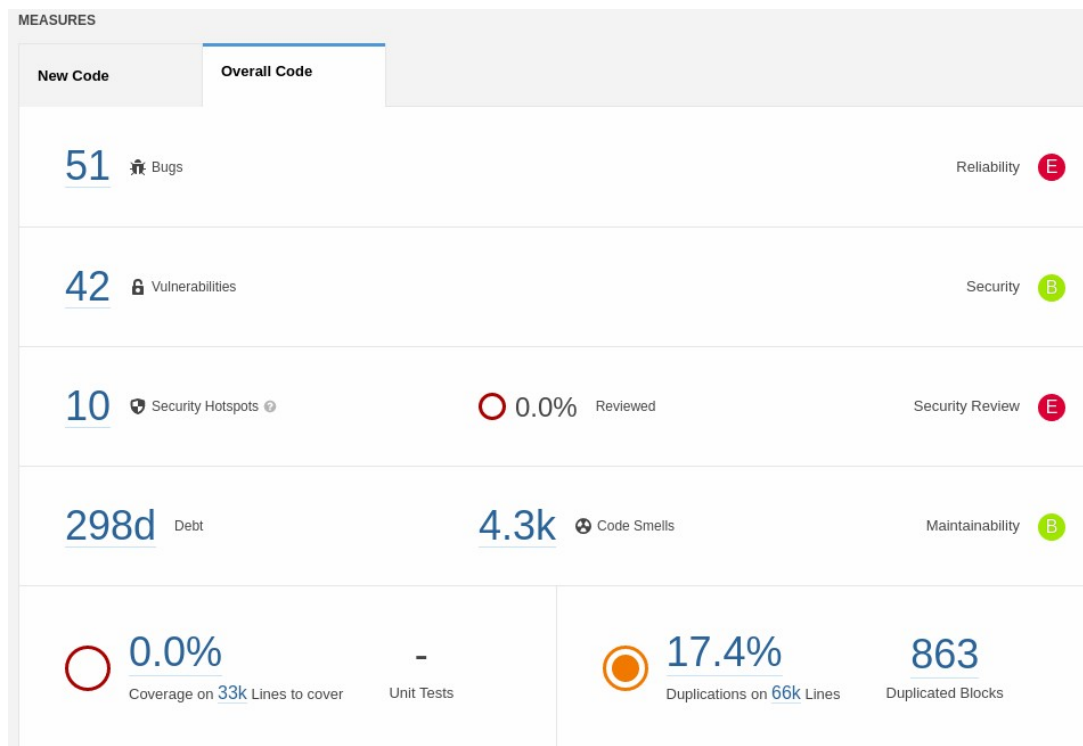 MEASURES
New Code Overall Code
51 Bugs Reliability E
42 Vulnerabilities Security B
10 Security Hotspots ? 0.0% Reviewed Security Review E
298d Debt 4.3k Code Smells Maintainability B
0.0% - 17.4% 863
Coverage on 33k Lines to cover Unit Tests Duplications on 66k Lines Duplicated Blocks